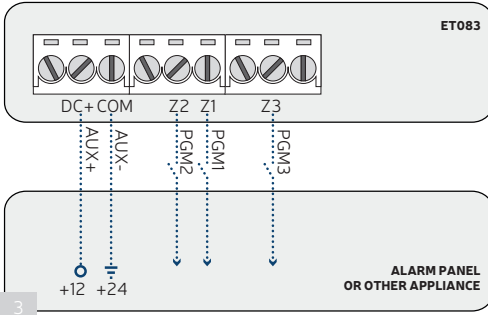 ET083
DC+ COM Z2 Z1 Z3
AUX+ AUX- PGM2 PGM1 PGM3
ALARM PANEL
OR OTHER APPLIANCE
+12 +24
3